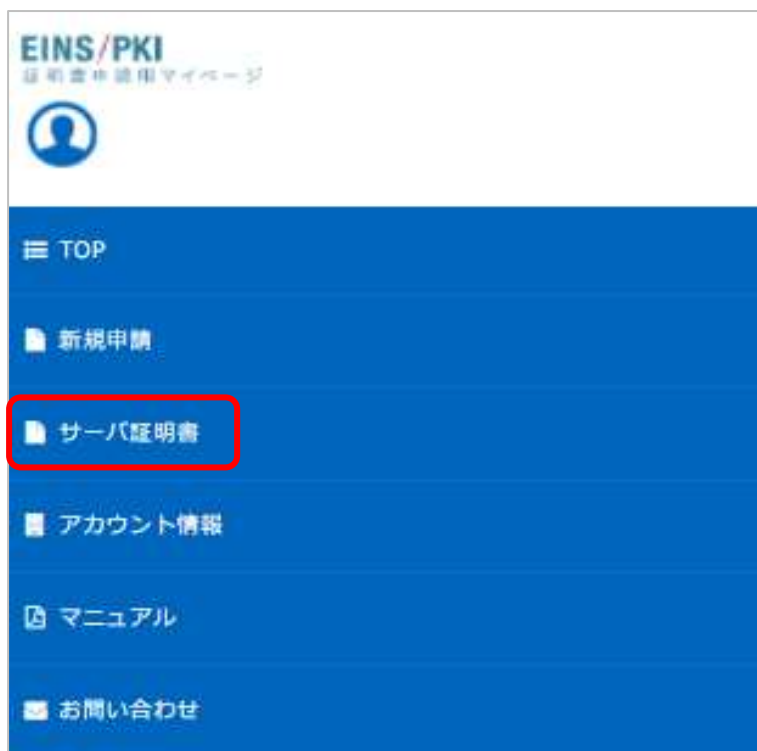 EINS/PKI
証明書申請用マイページ
TOP
新規申請
サーバ証明書
アカウント情報
マニュアル
お問い合わせ